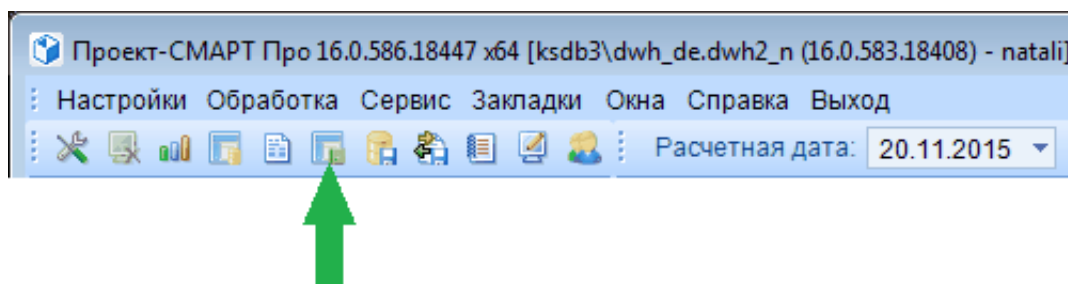 Проект-СМАРТ Про 16.0.586.18447 x64 [ksdb3\dwh_de.dwh2_n (16.0.583.18408) - natali]
Настройки Обработка Сервис Закладки Окна Справка Выход
Расчетная дата: 20.11.2015